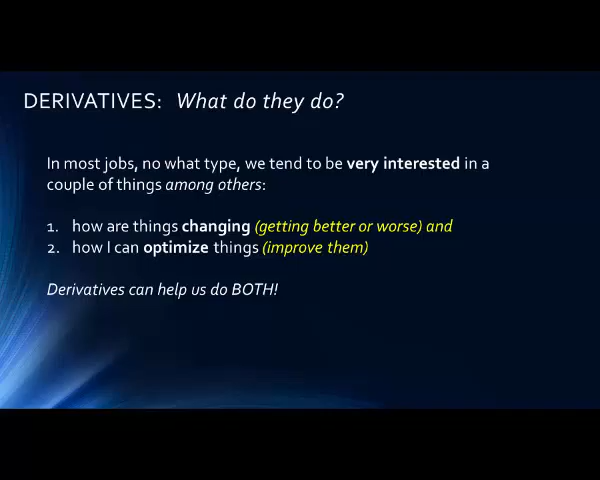 DERIVATIVES: What do they do?
In most jobs, no what type, we tend to be very interested in a
couple of things among others:
1. how are things changing (getting better or worse) and
2. how I can optimize things (improve them)
Derivatives can help us do BOTH!